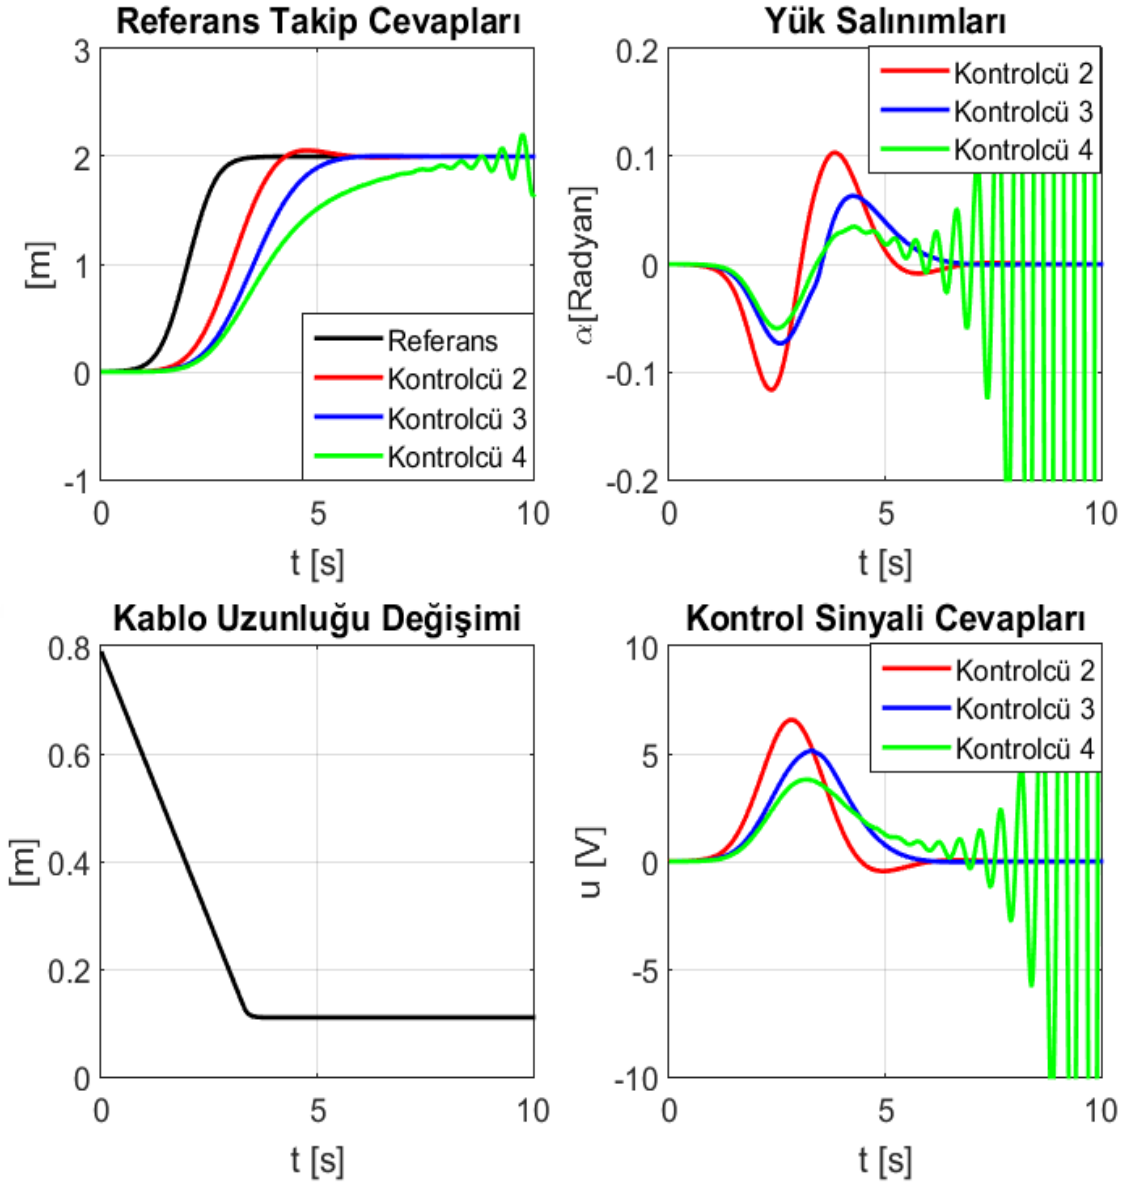 Referans Takip Cevapları
3
2
1
0
-1
[m]
Referans
Kontrolcü 2
Kontrolcü 3
Kontrolcü 4
0
5
10
t [s]
Yük Salınımları
0.2
0.1
0
-0.1
-0.2
α[Radyan]
Kontrolcü 2
Kontrolcü 3
Kontrolcü 4
0
5
10
t [s]
Kablo Uzunluğu Değişimi
0.8
0.6
0.4
0.2
0
[m]
0
5
10
t [s]
Kontrol Sinyali Cevapları
10
5
0
-5
-10
u [V]
Kontrolcü 2
Kontrolcü 3
Kontrolcü 4
0
5
10
t [s]